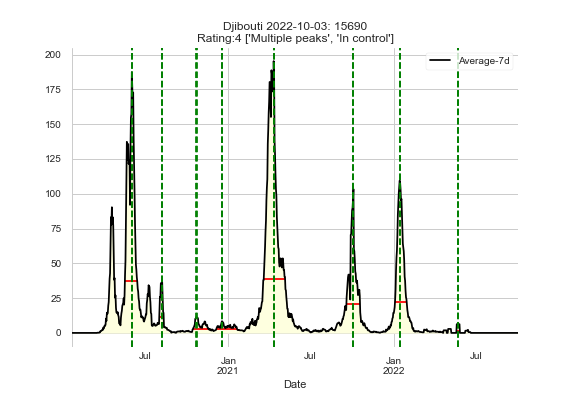 Djibouti 2022-10-03: 15690
Rating:4 ['Multiple peaks', 'In control']
Average-7d
200
175
150
125
100
75
50
25
0
Jul
Jan
2021
Jul
Jan
2022
Jul
Date